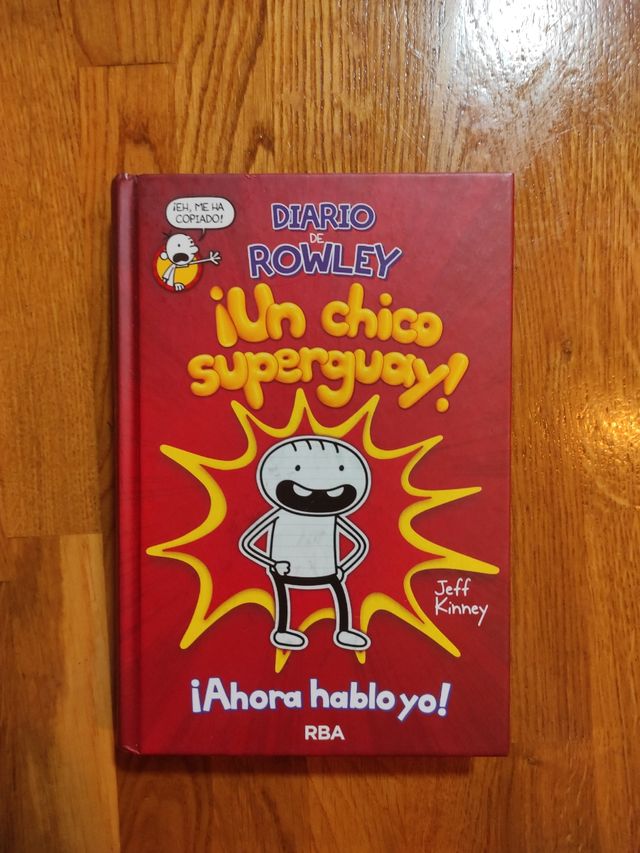 ¡EH, ME HA
COPIADO!
DIARIO
DE
ROWLEY
¡Un chico
superguay!
Jeff
Kinney
¡Ahora hablo yo!
RBA